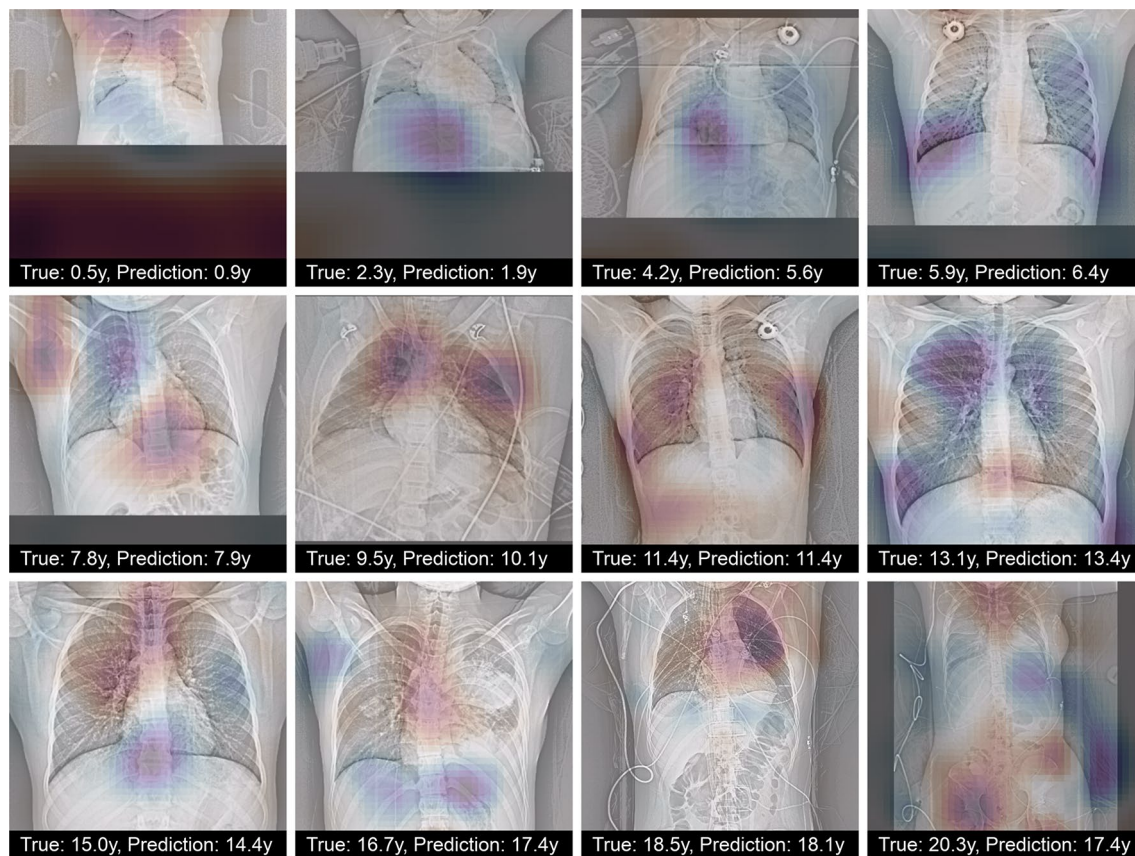 True: 0.5y, Prediction: 0.9y
True: 2.3y, Prediction: 1.9y
True: 4.2y, Prediction: 5.6y
True: 5.9y, Prediction: 6.4y
True: 7.8y, Prediction: 7.9y
True: 9.5y, Prediction: 10.1y
True: 11.4y, Prediction: 11.4y
True: 13.1y, Prediction: 13.4y
True: 15.0y, Prediction: 14.4y
True: 16.7y, Prediction: 17.4y
True: 18.5y, Prediction: 18.1y
True: 20.3y, Prediction: 17.4y